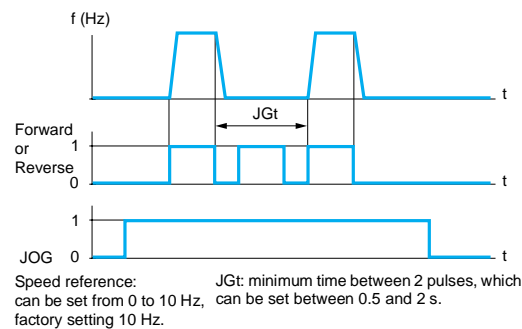 f (Hz)
t
JGt
Forward
or
Reverse
1
0
t
1
JOG 0
t
Speed reference:
can be set from 0 to 10 Hz,
factory setting 10 Hz.
JGt: minimum time between 2 pulses, which
can be set between 0.5 and 2 s.